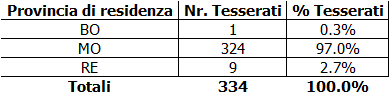 Provincia di residenza Nr. Tesserati % Tesserati
BO 1 0.3%
MO 324 97.0%
RE 9 2.7%
Totali 334 100.0%